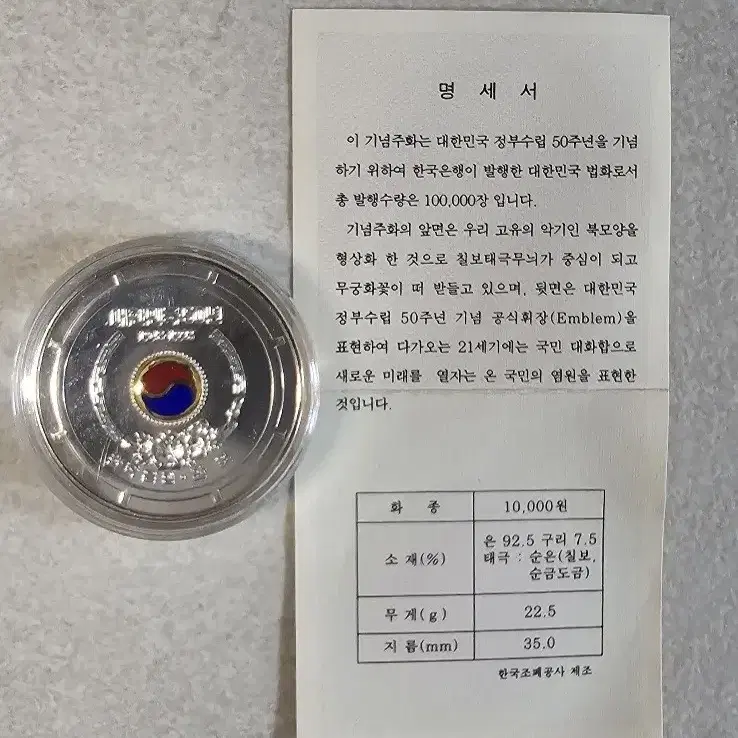 명 세 서
이 기념주화는 대한민국 정부수립 50주년을 기념
하기 위하여 한국은행이 발행한 대한민국 법화로서
총 발행수량은 100,000장 입니다.
기념주화의 앞면은 우리 고유의 악기인 북모양을
형상화 한 것으로 칠보태극무늬가 중심이 되고
무궁화꽃이 떠 받들고 있으며, 뒷면은 대한민국
정부수립 50주년 기념 공식휘장(Emblem)을
표현하여 다가오는 21세기에는 국민 대화합으로
새로운 미래를 열자는 온 국민의 염원을 표현한
것입니다.
화 종 10,000원
소 재(%) 은 92.5 구리 7.5
태극 : 순은(칠보,
순금도금)
무 게(g) 22.5
지 름(mm) 35.0
한국조폐공사 제조